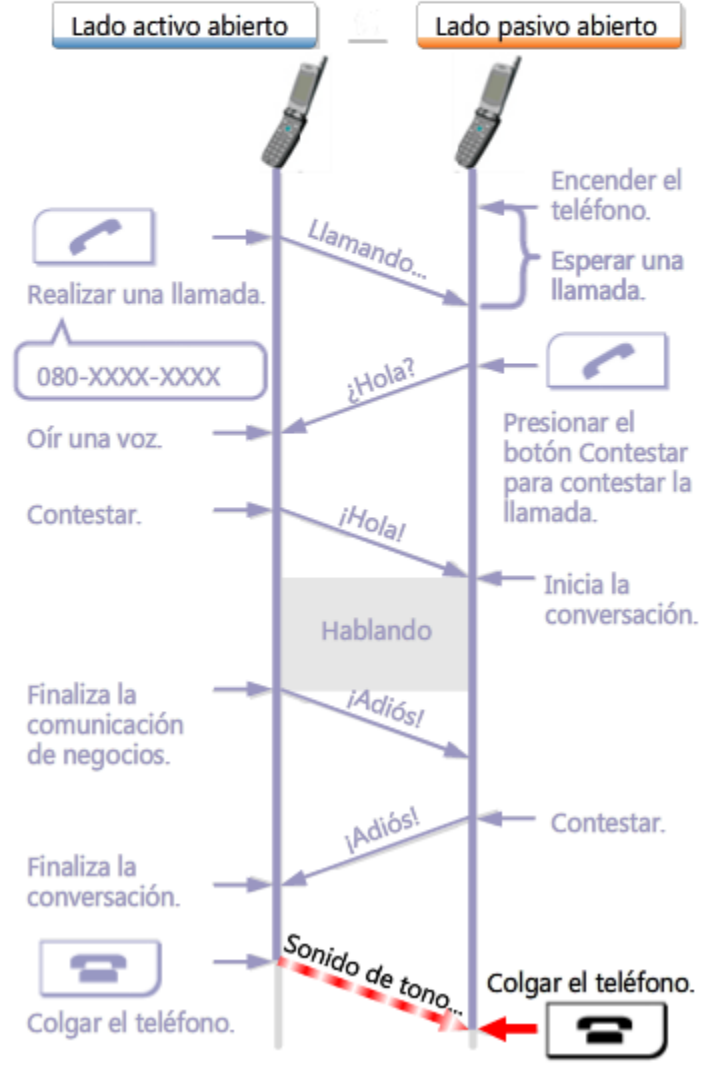 Lado activo abierto
Lado pasivo abierto
Encender el
teléfono.
Llamando...
Esperar una
llamada.
Realizar una llamada.
080-XXXX-XXXX
¿Hola?
Presionar el
botón Contestar
para contestar la
llamada.
Oír una voz.
Contestar.
¡Hola!
Inicia la
conversación.
Hablando
Finaliza la
comunicación
de negocios.
¡Adiós!
Contestar.
¡Adiós!
Finaliza la
conversación.
Sonido de tono...
Colgar el teléfono.
Colgar el teléfono.